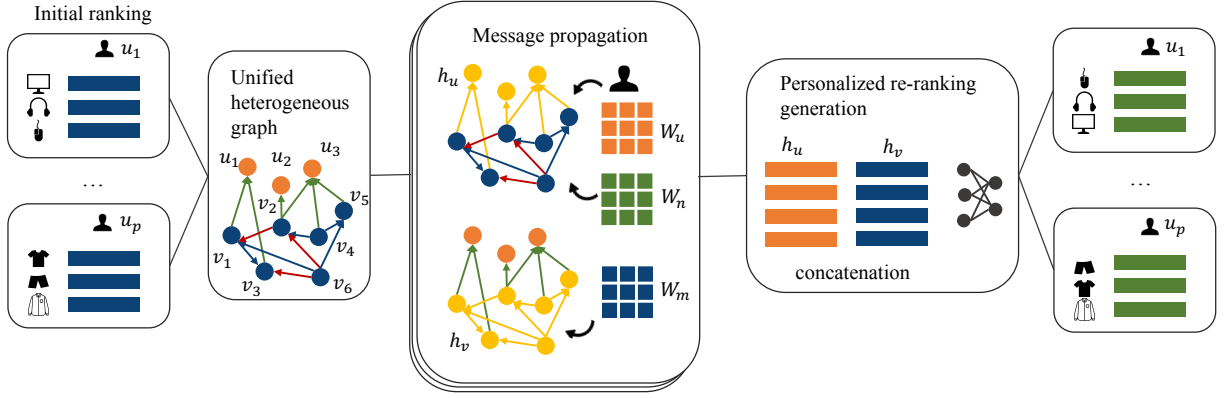 Initial ranking
u₁
...
uₚ
Unified
heterogeneous
graph
u₁ u₂ u₃
v₂ v₅
v₁ v₄
v₃ v₆
Message propagation
hᵤ
Wᵤ
Wₙ
Wₘ
hᵥ
Personalized re-ranking
generation
hᵤ hᵥ
concatenation
u₁
...
uₚ